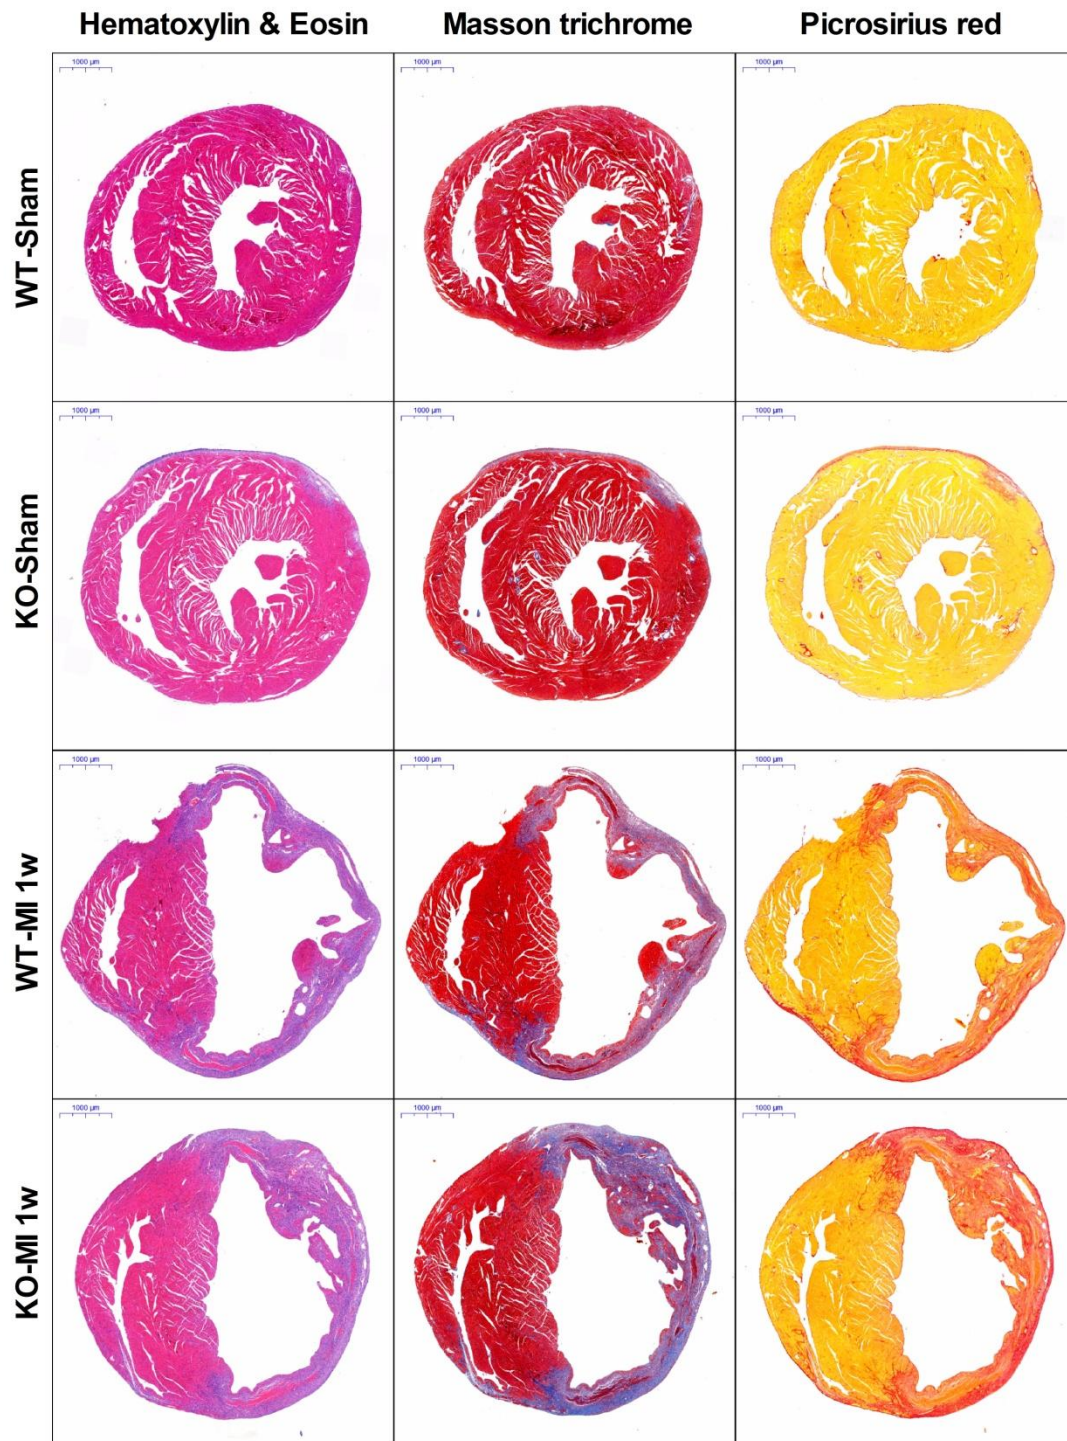 Hematoxylin & Eosin Masson trichrome Picrosirius red
WT-Sham
1000 µm 1000 µm 1000 µm
KO-Sham
1000 µm 1000 µm 1000 µm
WT-MI 1w
1000 µm 1000 µm 1000 µm
KO-MI 1w
1000 µm 1000 µm 1000 µm